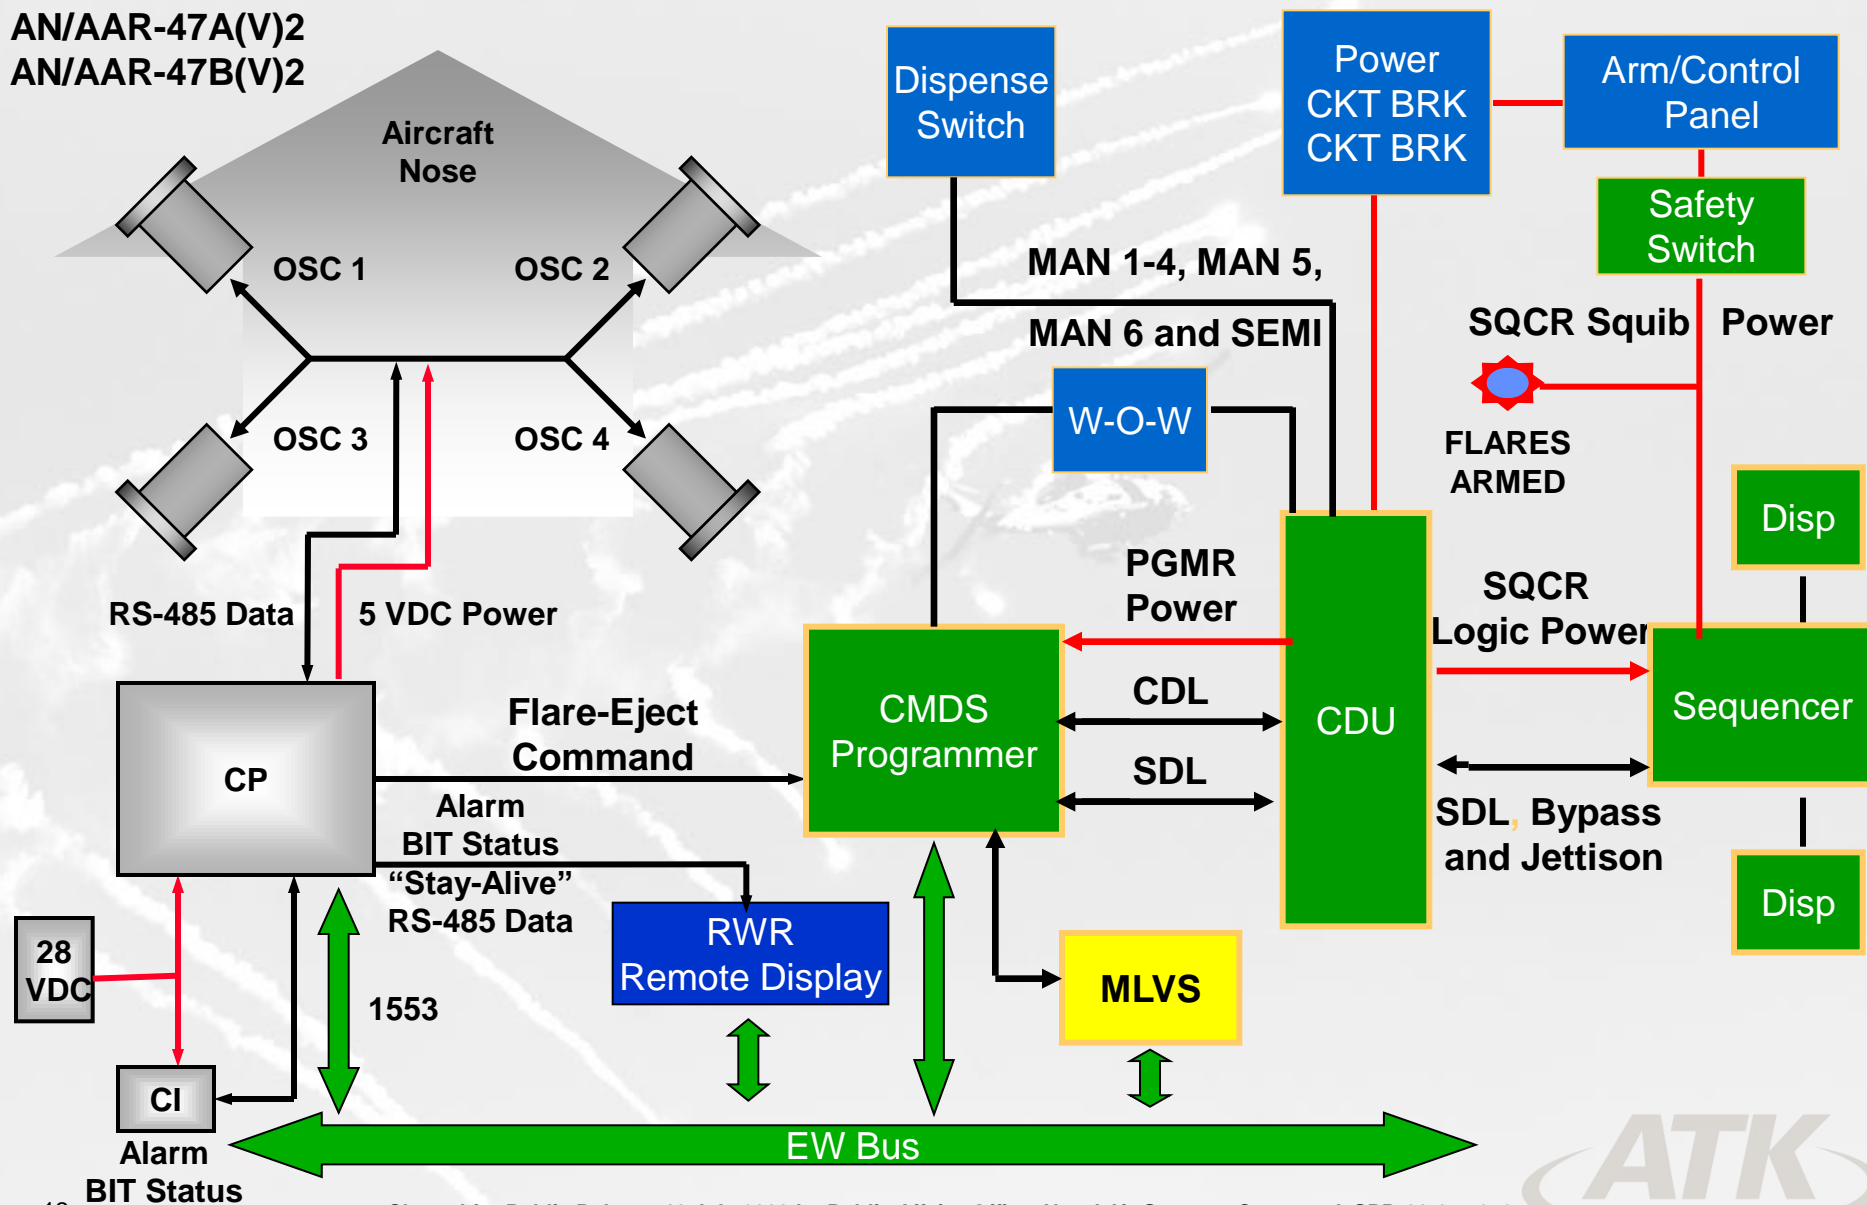 AN/AAR-47A(V)2
AN/AAR-47B(V)2
Aircraft
Nose
OSC 1
OSC 2
OSC 3
OSC 4
RS-485 Data
5 VDC Power
CP
28
VDC
CI
Alarm
BIT Status
1553
Flare-Eject
Command
Alarm
BIT Status
“Stay-Alive”
RS-485 Data
RWR
Remote Display
Dispense
Switch
MAN 1-4, MAN 5,
MAN 6 and SEMI
W-O-W
PGMR
Power
CMDS
Programmer
CDL
SDL
CDU
MLVS
Power
CKT BRK
CKT BRK
Arm/Control
Panel
Safety
Switch
SQCR Squib Power
FLARES
ARMED
SQCR
Logic Power
Disp
Sequencer
SDL, Bypass
and Jettison
Disp
EW Bus
ATK